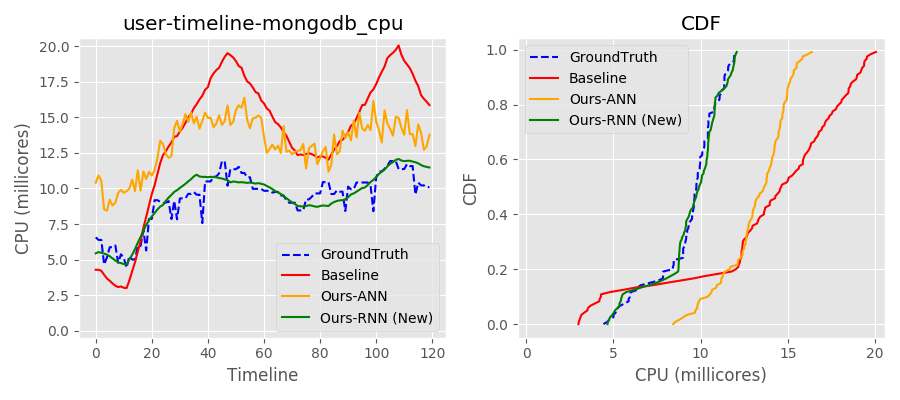 user-timeline-mongodb_cpu
CPU (millicores)
20.0
17.5
15.0
12.5
10.0
7.5
5.0
2.5
0.0
GroundTruth
Baseline
Ours-ANN
Ours-RNN (New)
0 20 40 60 80 100 120
Timeline
CDF
CDF
1.0
0.8
0.6
0.4
0.2
0.0
GroundTruth
Baseline
Ours-ANN
Ours-RNN (New)
0 5 10 15 20
CPU (millicores)